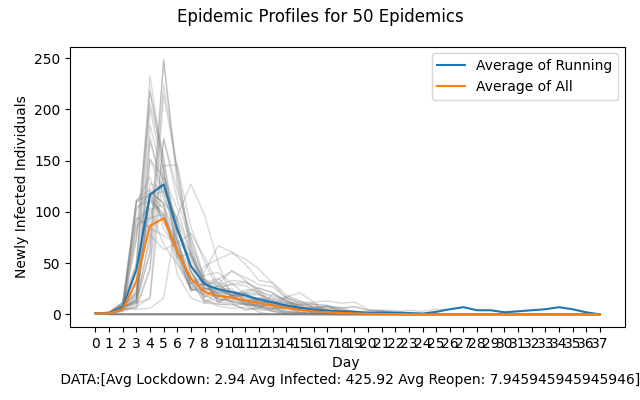 Epidemic Profiles for 50 Epidemics
Average of Running
Average of All
250
200
150
100
50
0
Newly Infected Individuals
0 1 2 3 4 5 6 7 8 9 10 11 12 13 14 15 16 17 18 19 20 21 22 23 24 25 26 27 28 29 30 31 32 33 34 35 36 37
Day
DATA:[Avg Lockdown: 2.94 Avg Infected: 425.92 Avg Reopen: 7.945945945945946]